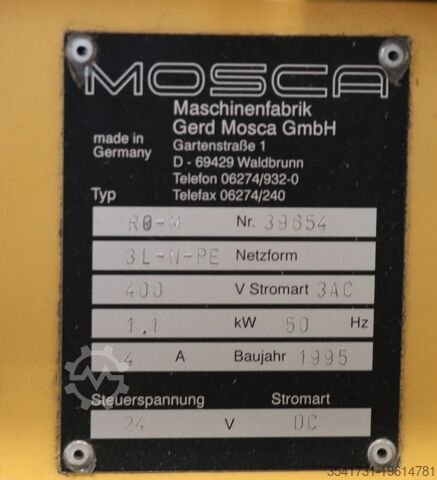 MOSCA
Maschinenfabrik
Gerd Mosca GmbH
made in Germany
Gartenstraße 1
D - 69429 Waldbrunn
Telefon 06274/932-0
Telefax 06274/240
Typ
R0-M Nr. 39654
3L-N-PE Netzform
400 V Stromart 3AC
1,1 kW 50 Hz
4 A Baujahr 1995
Steuerspannung Stromart
24 V DC
3541731-19614781